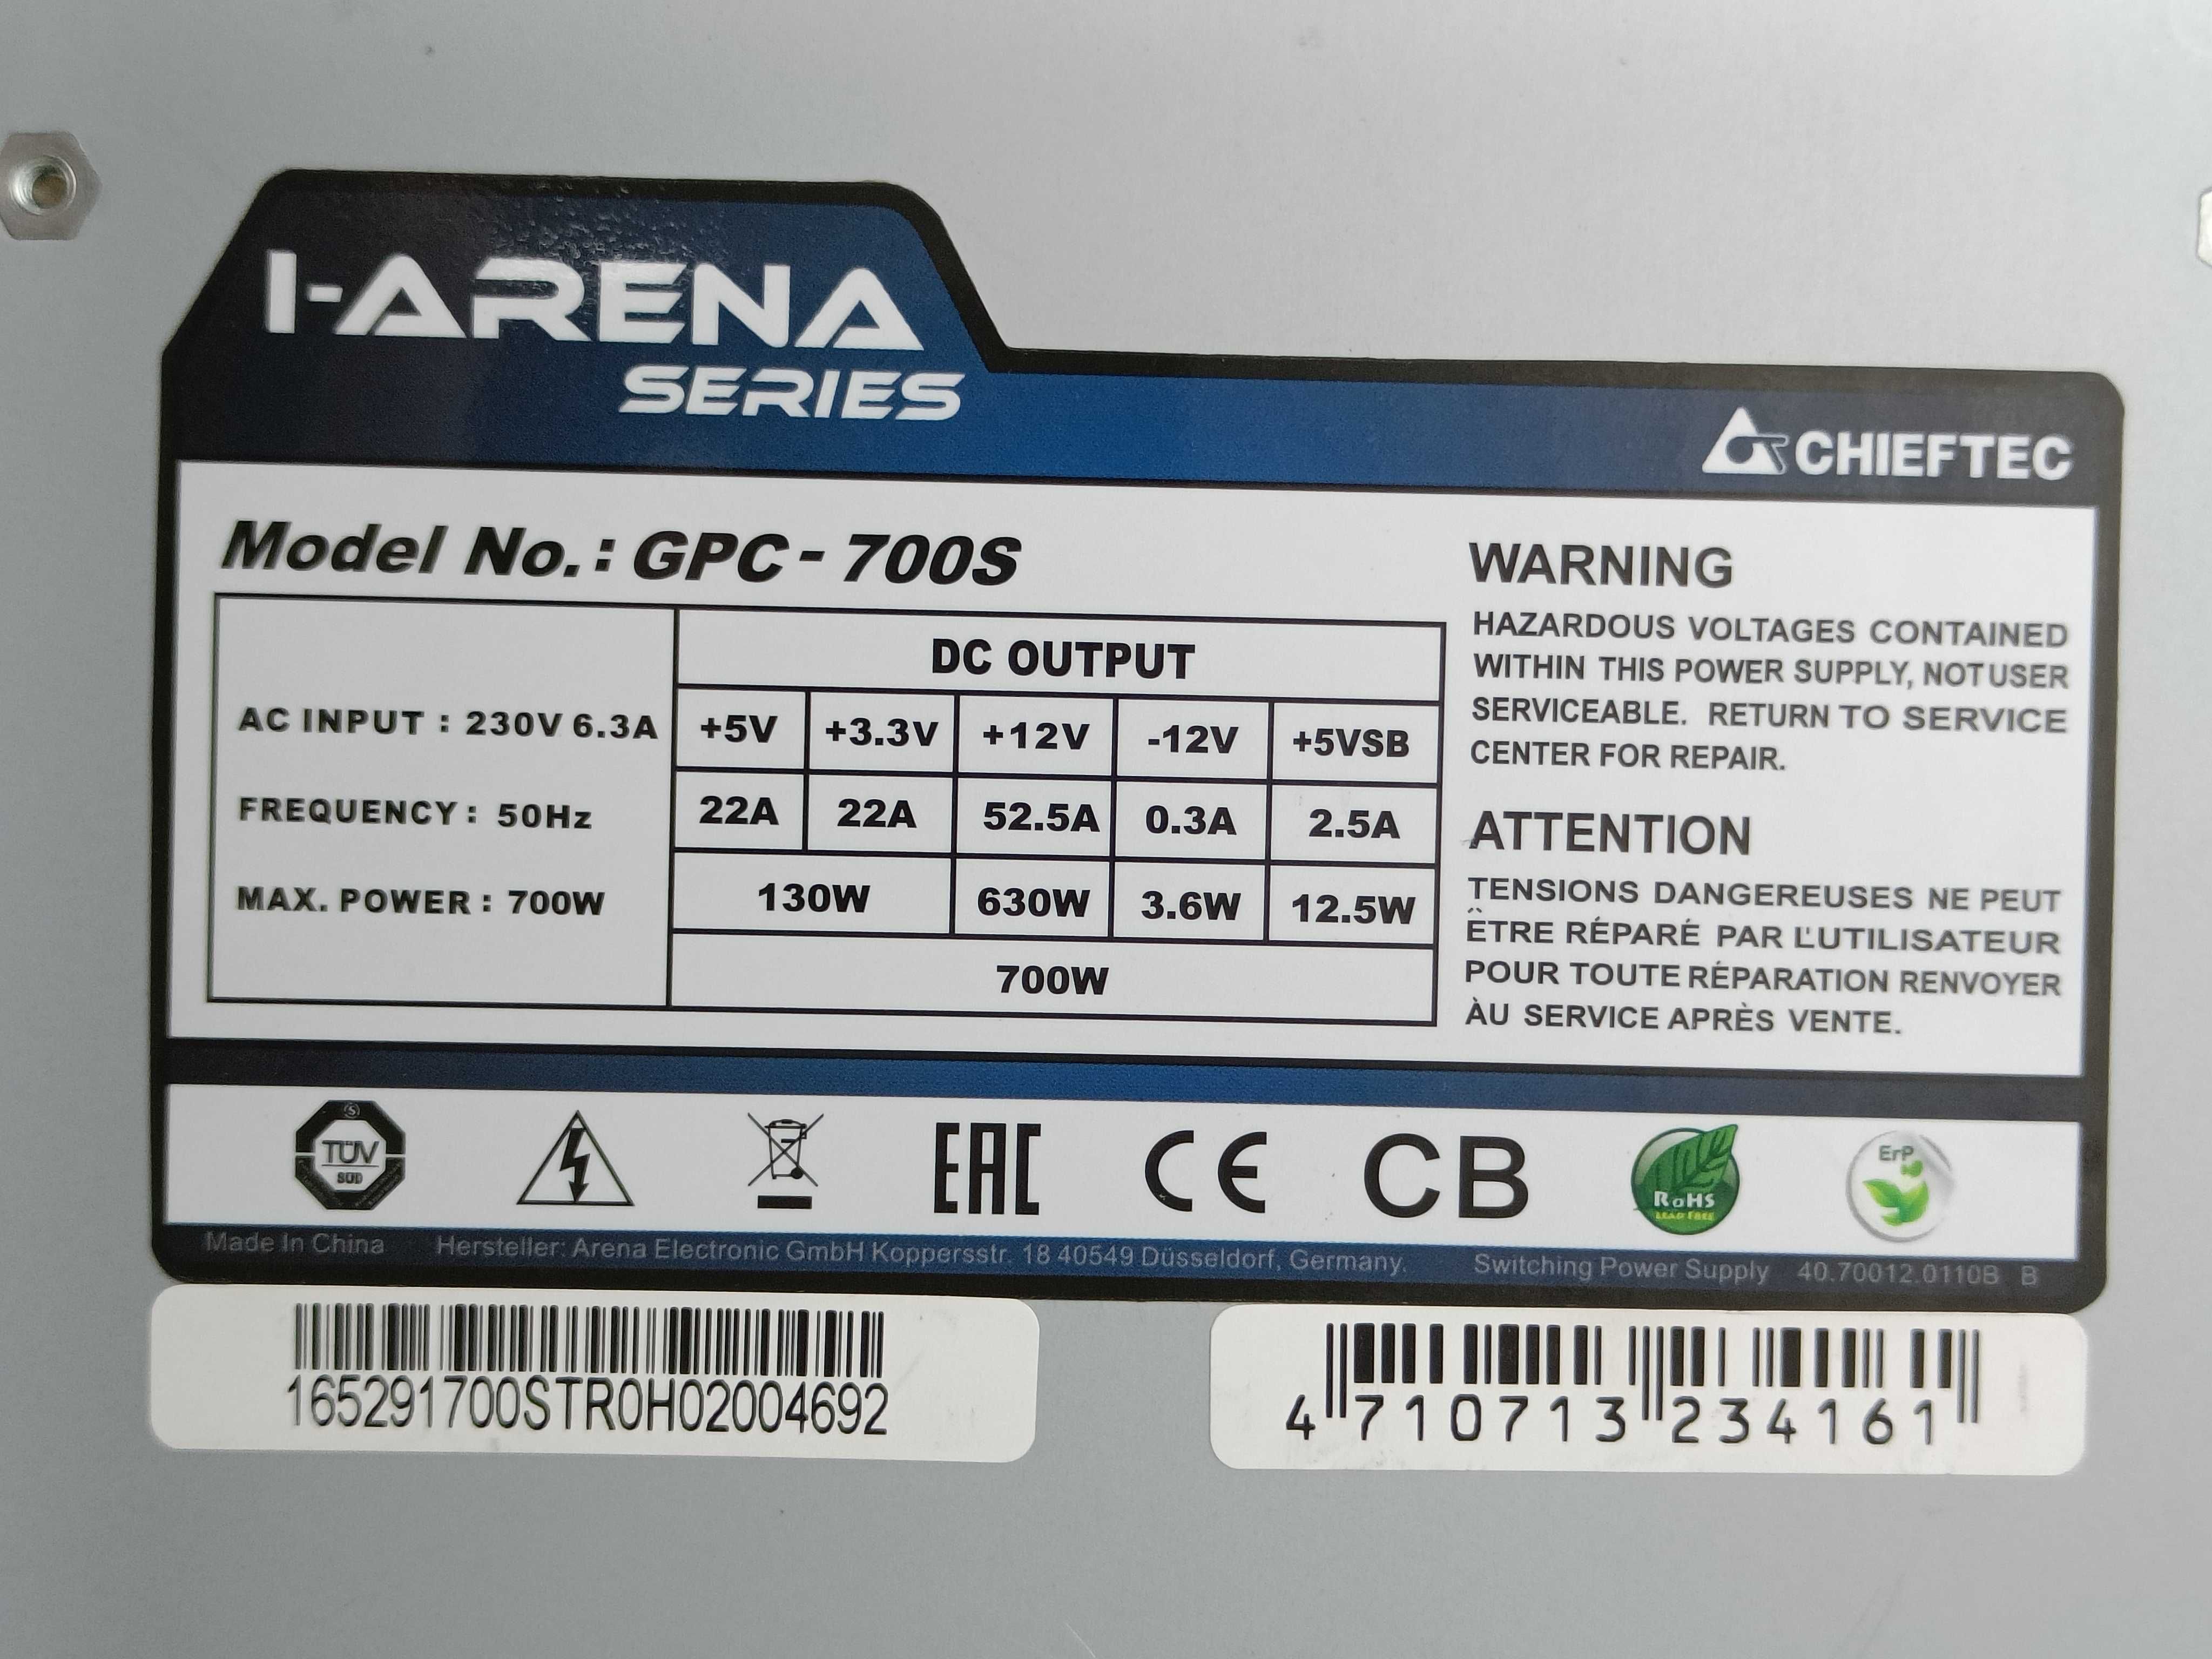 I-ARENA
SERIES
CHIEFTEC
Model No.: GPC-700S
DC OUTPUT
AC INPUT : 230V 6.3A
+5V +3.3V +12V -12V +5VSB
FREQUENCY : 50Hz
22A 22A 52.5A 0.3A 2.5A
MAX. POWER : 700W
130W 630W 3.6W 12.5W
700W
WARNING
HAZARDOUS VOLTAGES CONTAINED
WITHIN THIS POWER SUPPLY, NOT USER
SERVICEABLE. RETURN TO SERVICE
CENTER FOR REPAIR.
ATTENTION
TENSIONS DANGEREUSES NE PEUT
ÊTRE RÉPARÉ PAR L'UTILISATEUR
POUR TOUTE RÉPARATION RENVOYER
ÀU SERVICE APRÈS VENTE.
S
TÜV
SÜD
EAC
CE
CB
RoHS
LEAD FREE
ErP
Made In China Hersteller: Arena Electronic GmbH Koppersstr. 18 40549 Düsseldorf, Germany. Switching Power Supply 40.70012.0110B B
165291700STR0H02004692
4 710713 234161